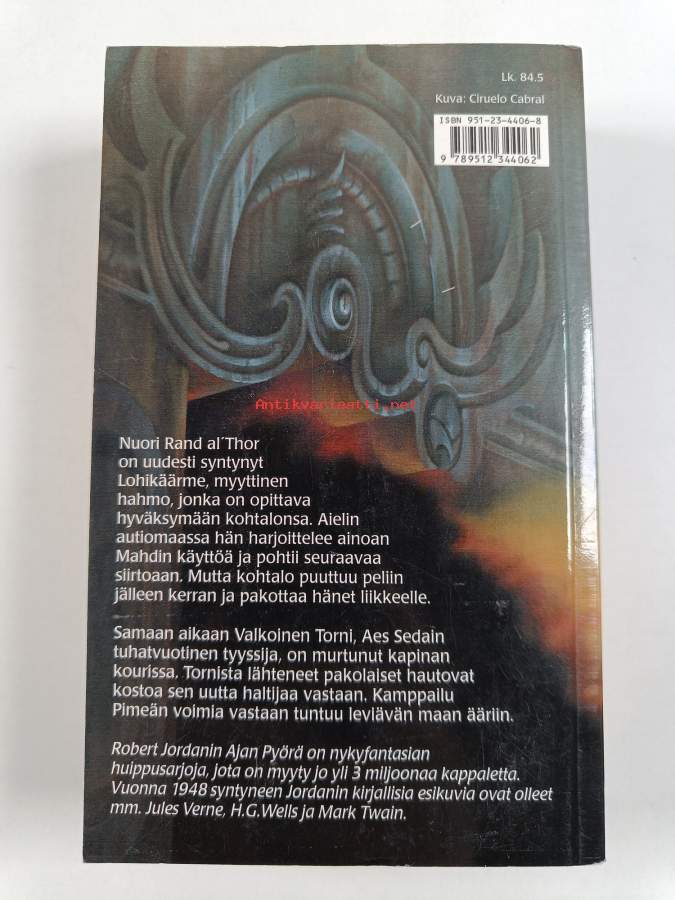 Lk. 84.5
Kuva: Ciruelo Cabral
ISBN 951-23-4406-8
9 789512 344062
Antikvariaatti.net
Nuori Rand al´Thor
on uudesti syntynyt
Lohikäärme, myyttinen
hahmo, jonka on opittava
hyväksymään kohtalonsa. Aielin
autiomaassa hän harjoittelee ainoan
Mahdin käyttöä ja pohtii seuraavaa
siirtoaan. Mutta kohtalo puuttuu peliin
jälleen kerran ja pakottaa hänet liikkeelle.
Samaan aikaan Valkoinen Torni, Aes Sedain
tuhatvuotinen tyyssija, on murtunut kapinan
kourissa. Tornista lähteneet pakolaiset hautovat
kostoa sen uutta haltijaa vastaan. Kamppailu
Pimeän voimia vastaan tuntuu leviävän maan ääriin.
Robert Jordanin Ajan Pyörä on nykyfantasian
huippusarjoja, jota on myyty jo yli 3 miljoonaa kappaletta.
Vuonna 1948 syntyneen Jordanin kirjallisia esikuvia ovat olleet
mm. Jules Verne, H.G.Wells ja Mark Twain.